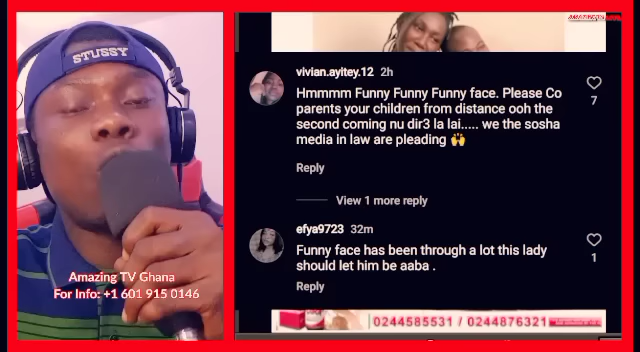 STUSSY
Amazing TV Ghana
For Info: +1 601 915 0146
vivian.ayitey.12 2h
Hmmmm Funny Funny Funny face. Please Co
parents your children from distance ooh the
second coming nu dir3 la lai..... we the sosha
media in law are pleading 🙌
7
Reply
View 1 more reply
efya9723 32m
Funny face has been through a lot this lady
should let him be aaba .
1
Reply
0244585531 / 0244876321